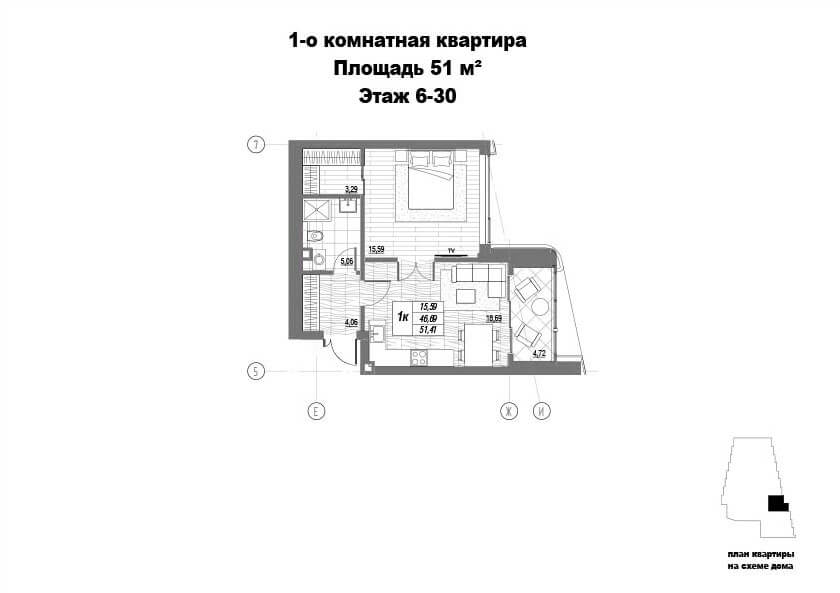 1-о комнатная квартира
Площадь 51 м²
Этаж 6-30
7
3,29
15,59
TV
5,06
15,59
1к
46,69
51,41
18,69
4,06
4,72
5
Е
Ж
И
план квартиры
на схеме дома